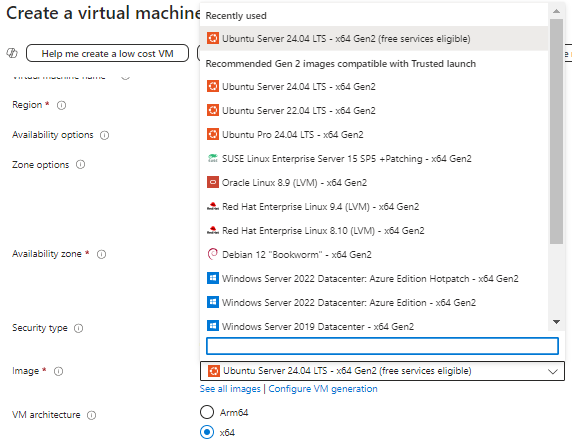 Create a virtual machine
Help me create a low cost VM
Region *
Availability options
Zone options
Availability zone *
Security type
Image *
VM architecture
Recently used
Ubuntu Server 24.04 LTS - x64 Gen2 (free services eligible)
Recommended Gen 2 images compatible with Trusted launch
Ubuntu Server 24.04 LTS - x64 Gen2
Ubuntu Server 22.04 LTS - x64 Gen2
Ubuntu Pro 24.04 LTS - x64 Gen2
SUSE Linux Enterprise Server 15 SP5 +Patching - x64 Gen2
Oracle Linux 8.9 (LVM) - x64 Gen2
Red Hat Enterprise Linux 9.4 (LVM) - x64 Gen2
Red Hat Enterprise Linux 8.10 (LVM) - x64 Gen2
Debian 12 "Bookworm" - x64 Gen2
Windows Server 2022 Datacenter: Azure Edition Hotpatch - x64 Gen2
Windows Server 2022 Datacenter: Azure Edition - x64 Gen2
Windows Server 2019 Datacenter - x64 Gen2
Ubuntu Server 24.04 LTS - x64 Gen2 (free services eligible)
See all images | Configure VM generation
Arm64
x64